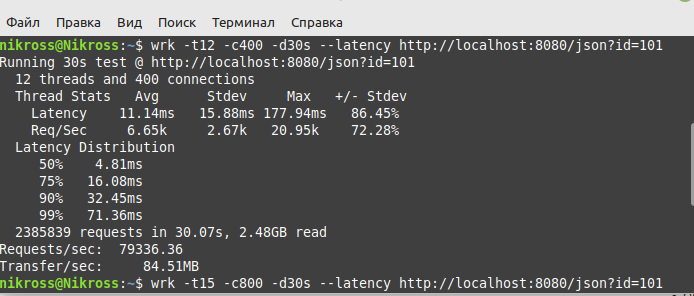 Файл Правка Вид Поиск Терминал Справка
nikross@Nikross:~$ wrk -t12 -c400 -d30s --latency http://localhost:8080/json?id=101
Running 30s test @ http://localhost:8080/json?id=101
  12 threads and 400 connections
  Thread Stats   Avg      Stdev     Max   +/- Stdev
    Latency    11.14ms   15.88ms 177.94ms   86.45%
    Req/Sec     6.65k     2.67k   20.95k    72.28%
  Latency Distribution
     50%    4.81ms
     75%   16.08ms
     90%   32.45ms
     99%   71.36ms
  2385839 requests in 30.07s, 2.48GB read
Requests/sec:  79336.36
Transfer/sec:     84.51MB
nikross@Nikross:~$ wrk -t15 -c800 -d30s --latency http://localhost:8080/json?id=101